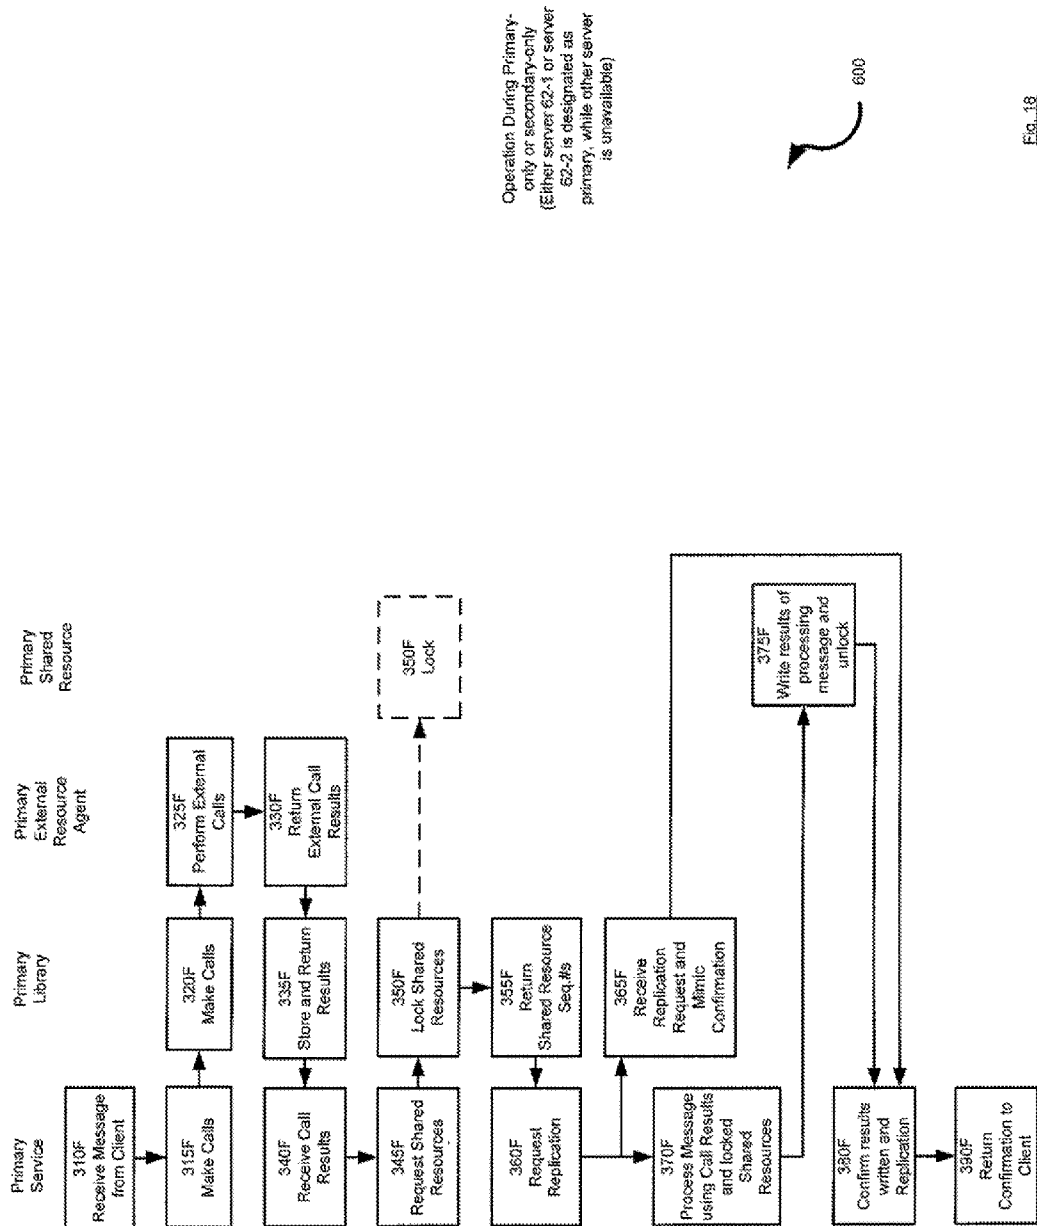 Primary
Service
Primary
Library
Primary
External
Resource
Agent
Primary
Shared
Resource
310F
Receive Message
from Client
315F
Make Calls
320F
Make Calls
325F
Perform External
Calls
330F
Return
External Call
Results
335F
Store and Return
Results
340F
Receive Call
Results
345F
Request Shared
Resources
350F
Lock Shared
Resources
350F
Lock
355F
Return
Shared Resource
Seq.#s
360F
Request
Replication
365F
Receive
Replication
Request and
Mimic
Confirmation
370F
Process Message
using Call Results
and locked
Shared
Resources
375F
Write results of
processing
message and
unlock
380F
Confirm results
written and
Replication
390F
Return
Confirmation to
Client
Operation During Primary-
only or secondary-only
(Either server 62-1 or server
62-2 is designated as
primary, while other server
is unavailable)
600
Fig. 18